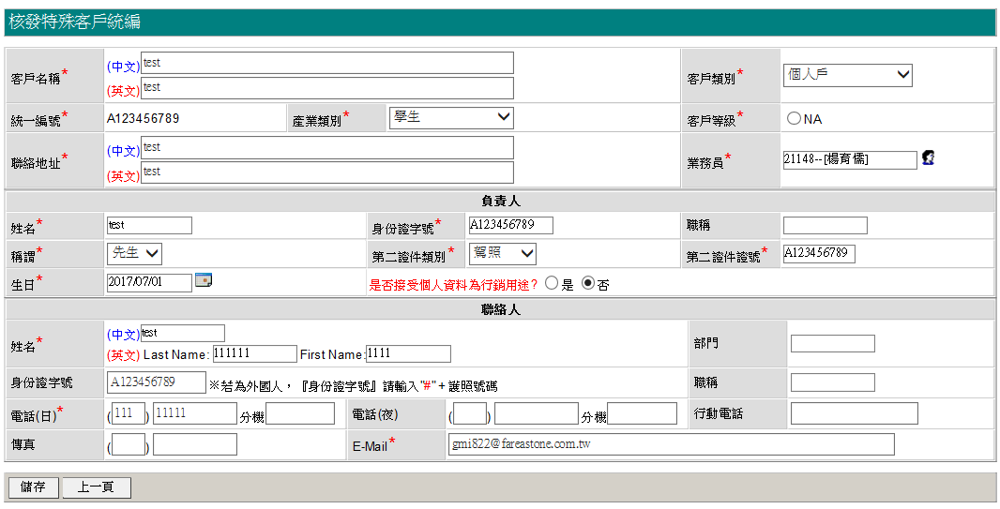 核發特殊客戶統編
客戶名稱* (中文) test 客戶類別* 個人戶
(英文) test
統一編號* A123456789 產業類別* 學生 客戶等級* NA
聯絡地址* (中文) test 業務員* 21148--[楊育儒]
(英文) test
負責人
姓名* test 身份證字號* A123456789 職稱
稱謂* 先生 第二證件類別* 駕照 第二證件證號* A123456789
生日* 2017/07/01 是否接受個人資料為行銷用途? 是 否
聯絡人
姓名* (中文) test 部門
(英文) Last Name: 111111 First Name: 1111
身份證字號 A123456789 ※若為外國人，『身份證字號』請輸入"#" + 護照號碼 職稱
電話(日)* (111) 11111 分機 電話(夜) ( ) 分機 行動電話
傳真 ( ) E-Mail* gmi822@fareastone.com.tw
儲存 上一頁